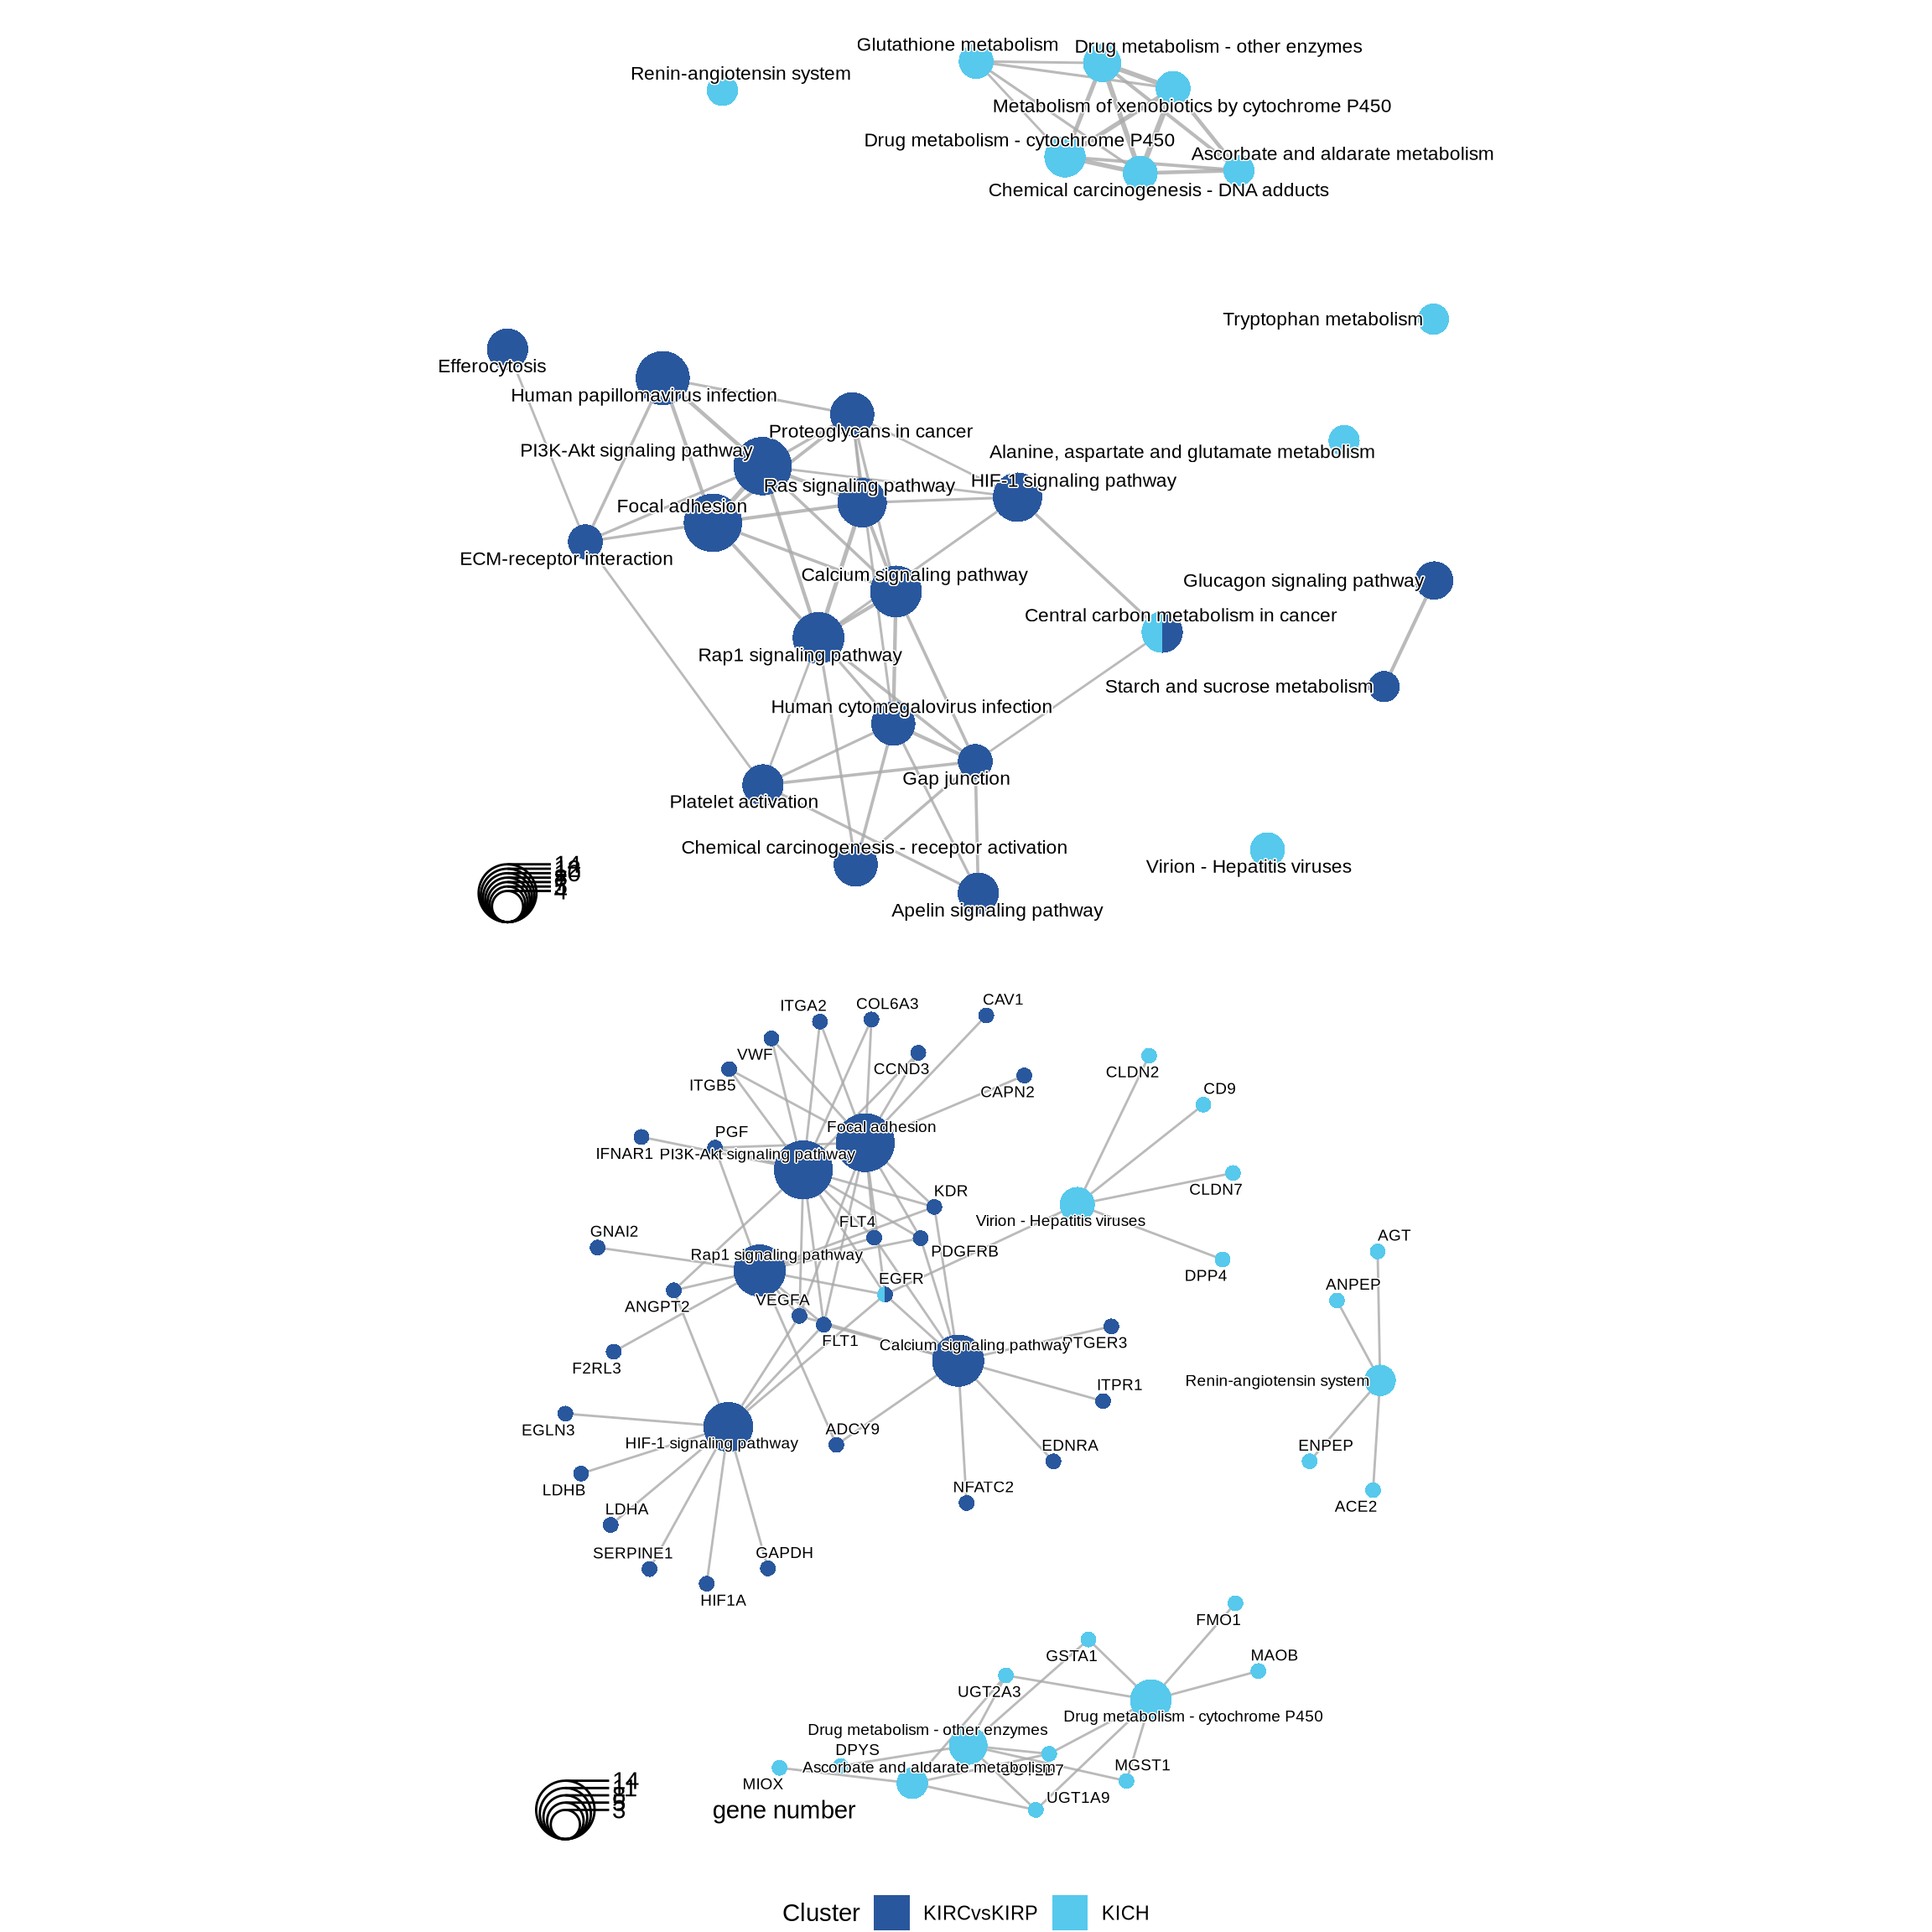 Glutathione metabolism
Drug metabolism - other enzymes
Renin-angiotensin system
Metabolism of xenobiotics by cytochrome P450
Drug metabolism - cytochrome P450
Ascorbate and aldarate metabolism
Chemical carcinogenesis - DNA adducts
Tryptophan metabolism
Efferocytosis
Human papillomavirus infection
Proteoglycans in cancer
PI3K-Akt signaling pathway
Alanine, aspartate and glutamate metabolism
HIF-1 signaling pathway
Ras signaling pathway
Focal adhesion
ECM-receptor interaction
Calcium signaling pathway
Glucagon signaling pathway
Central carbon metabolism in cancer
Rap1 signaling pathway
Starch and sucrose metabolism
Human cytomegalovirus infection
Gap junction
Platelet activation
Chemical carcinogenesis - receptor activation
Virion - Hepatitis viruses
Apelin signaling pathway
14
4
ITGA2
COL6A3
CAV1
VWF
CCND3
ITGB5
CAPN2
CLDN2
CD9
PGF
Focal adhesion
IFNAR1
PI3K-Akt signaling pathway
KDR
CLDN7
FLT4
Virion - Hepatitis viruses
GNAI2
AGT
Rap1 signaling pathway
PDGFRB
DPP4
EGFR
ANPEP
VEGFA
ANGPT2
FLT1
Calcium signaling pathway
PTGER3
F2RL3
Renin-angiotensin system
ITPR1
EGLN3
ADCY9
HIF-1 signaling pathway
EDNRA
ENPEP
LDHB
NFATC2
LDHA
ACE2
SERPINE1
GAPDH
HIF1A
FMO1
GSTA1
MAOB
UGT2A3
Drug metabolism - cytochrome P450
Drug metabolism - other enzymes
DPYS
Ascorbate and aldarate metabolism
MGST1
MIOX
UGT1A9
14
11
3
gene number
Cluster
KIRCvsKIRP
KICH